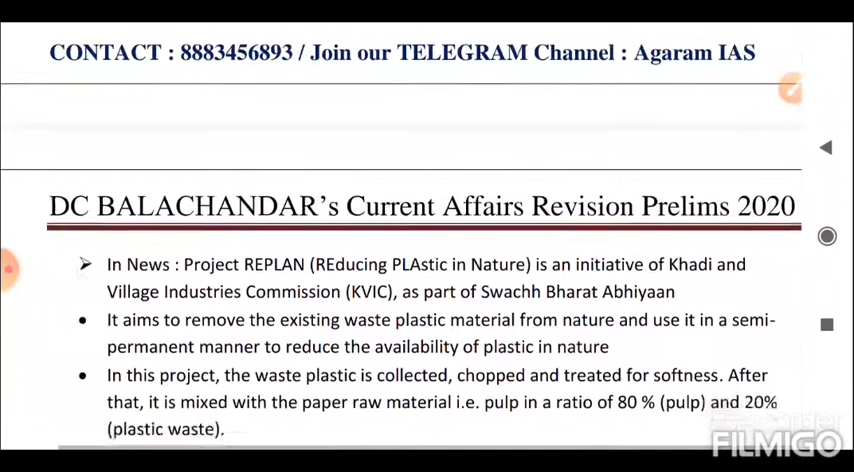 CONTACT : 8883456893 / Join our TELEGRAM Channel : Agaram IAS
DC BALACHANDAR’s Current Affairs Revision Prelims 2020
➢ In News : Project REPLAN (REducing PLAstic in Nature) is an initiative of Khadi and
Village Industries Commission (KVIC), as part of Swachh Bharat Abhiyaan
• It aims to remove the existing waste plastic material from nature and use it in a semi-
permanent manner to reduce the availability of plastic in nature
• In this project, the waste plastic is collected, chopped and treated for softness. After
that, it is mixed with the paper raw material i.e. pulp in a ratio of 80 % (pulp) and 20%
(plastic waste).
FILMIGO